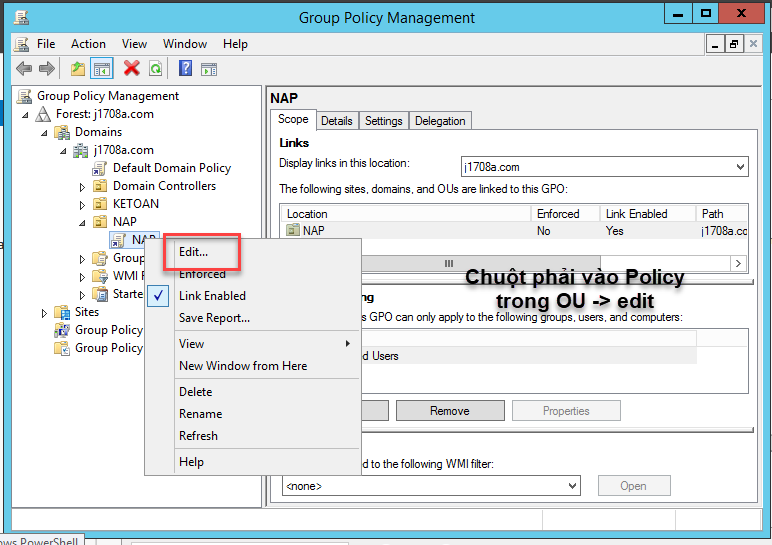 Group Policy Management
File Action View Window Help
Group Policy Management
Forest: j1708a.com
Domains
j1708a.com
Default Domain Policy
Domain Controllers
KETOAN
NAP
NAP
Group
WMI F
Starte
Sites
Group Policy
Group Policy
Edit...
Enforced
Link Enabled
Save Report...
View
New Window from Here
Delete
Rename
Refresh
Help
NAP
Scope Details Settings Delegation
Links
Display links in this location: j1708a.com
The following sites, domains, and OUs are linked to this GPO:
Location Enforced Link Enabled Path
NAP No Yes j1708a.co
Chuột phải vào Policy
trong OU -> edit
ng
s GPO can only apply to the following groups, users, and computers:
d Users
Remove Properties
ed to the following WMI filter:
<none> Open
ows PowerShell